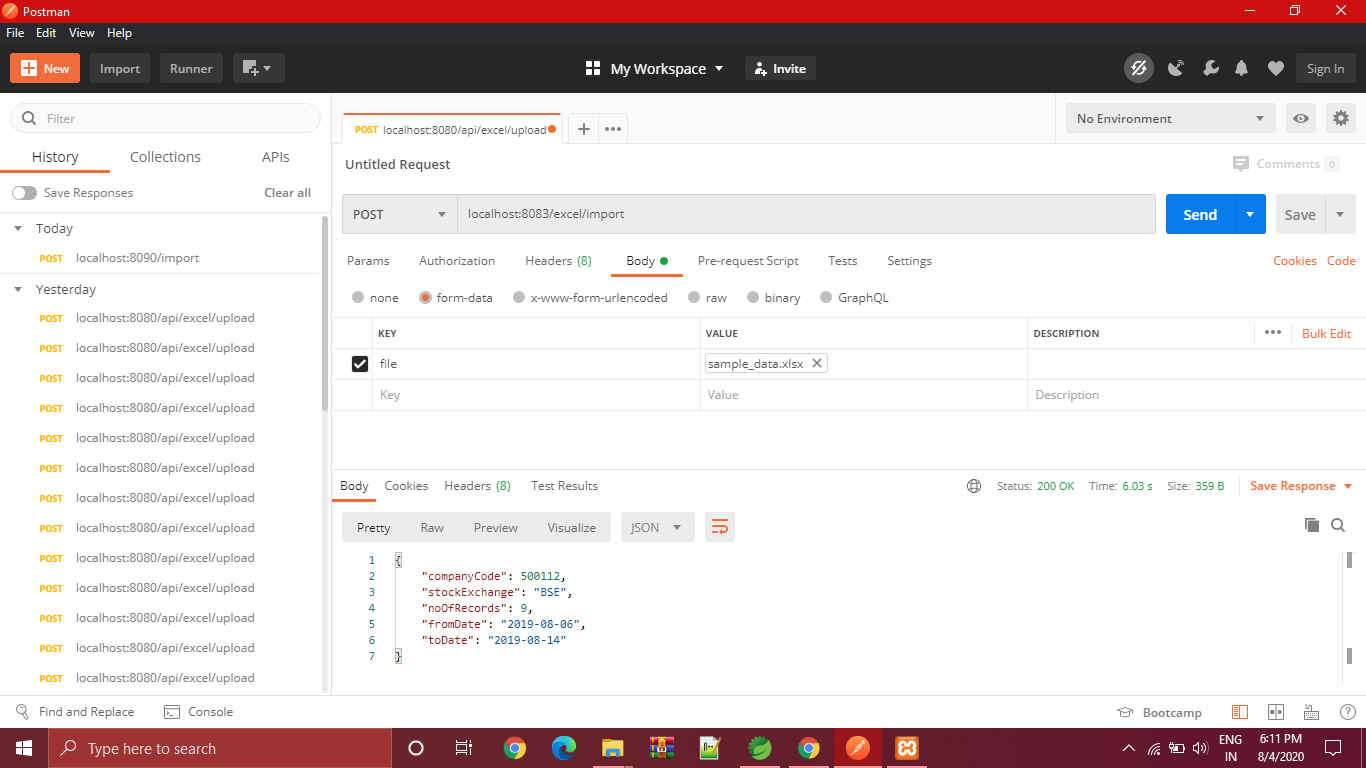 Postman
File Edit View Help
New Import Runner My Workspace Invite Sign In
Filter
History Collections APIs
Save Responses Clear all
Today
POST localhost:8090/import
Yesterday
POST localhost:8080/api/excel/upload
POST localhost:8080/api/excel/upload
POST localhost:8080/api/excel/upload
POST localhost:8080/api/excel/upload
POST localhost:8080/api/excel/upload
POST localhost:8080/api/excel/upload
POST localhost:8080/api/excel/upload
POST localhost:8080/api/excel/upload
POST localhost:8080/api/excel/upload
POST localhost:8080/api/excel/upload
POST localhost:8080/api/excel/upload
POST localhost:8080/api/excel/upload
POST localhost:8080/api/excel/upload
POST localhost:8080/api/excel/upload
No Environment
Untitled Request Comments 0
POST localhost:8083/excel/import Send Save
Params Authorization Headers (8) Body Pre-request Script Tests Settings Cookies Code
none form-data x-www-form-urlencoded raw binary GraphQL
KEY VALUE DESCRIPTION Bulk Edit
file sample_data.xlsx
Key Value Description
Body Cookies Headers (8) Test Results Status: 200 OK Time: 6.03 s Size: 359 B Save Response
Pretty Raw Preview Visualize JSON
1 {
2 "companyCode": 500112,
3 "stockExchange": "BSE",
4 "noOfRecords": 9,
5 "fromDate": "2019-08-06",
6 "toDate": "2019-08-14"
7 }
Find and Replace Console Bootcamp
Type here to search
ENG
IN
6:11 PM
8/4/2020